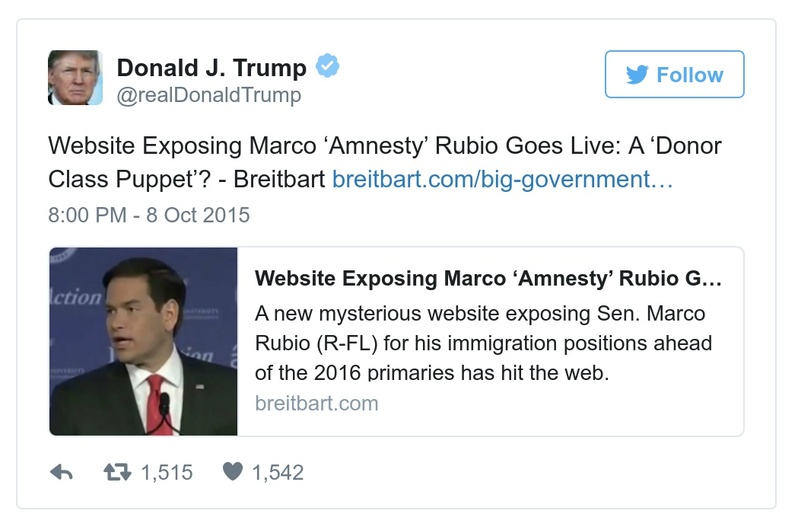 Donald J. Trump
@realDonaldTrump
Follow
Website Exposing Marco ‘Amnesty’ Rubio Goes Live: A ‘Donor
Class Puppet’? - Breitbart breitbart.com/big-government…
8:00 PM - 8 Oct 2015
Action
Website Exposing Marco ‘Amnesty’ Rubio G…
A new mysterious website exposing Sen. Marco
Rubio (R-FL) for his immigration positions ahead
of the 2016 primaries has hit the web.
breitbart.com
1,515 1,542